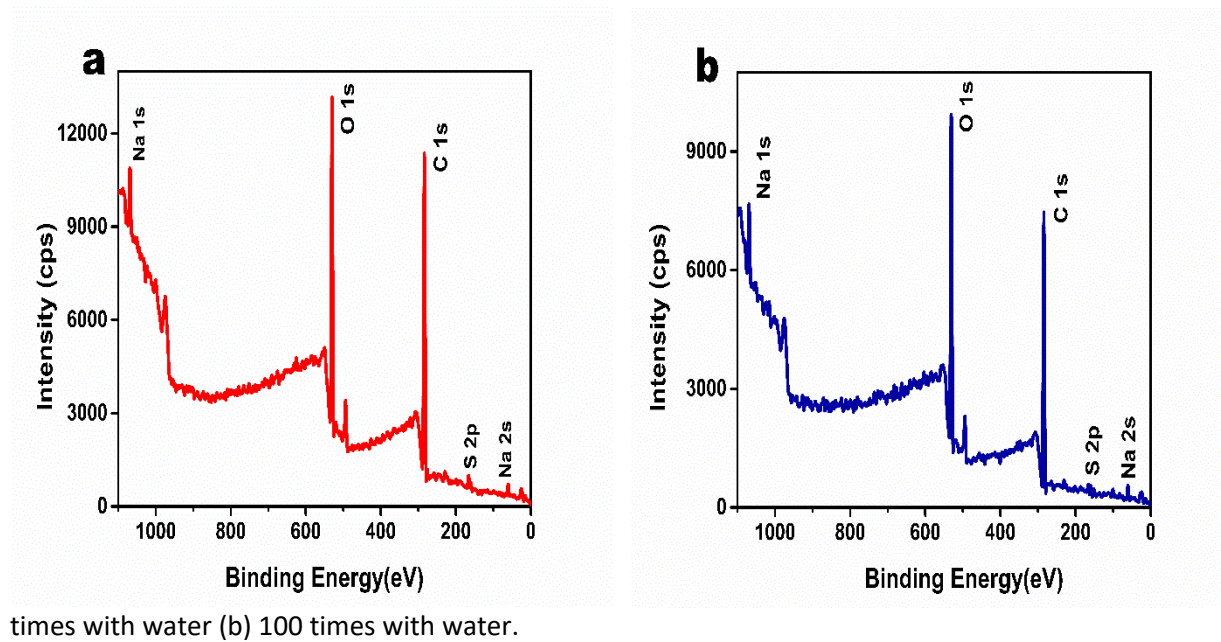 a
12000
9000
6000
3000
0
Intensity (cps)
Na 1s
O 1s
C 1s
S 2p
Na 2s
1000 800 600 400 200 0
Binding Energy(eV)
b
9000
6000
3000
0
Intensity (cps)
Na 1s
O 1s
C 1s
S 2p
Na 2s
1000 800 600 400 200 0
Binding Energy(eV)
times with water (b) 100 times with water.